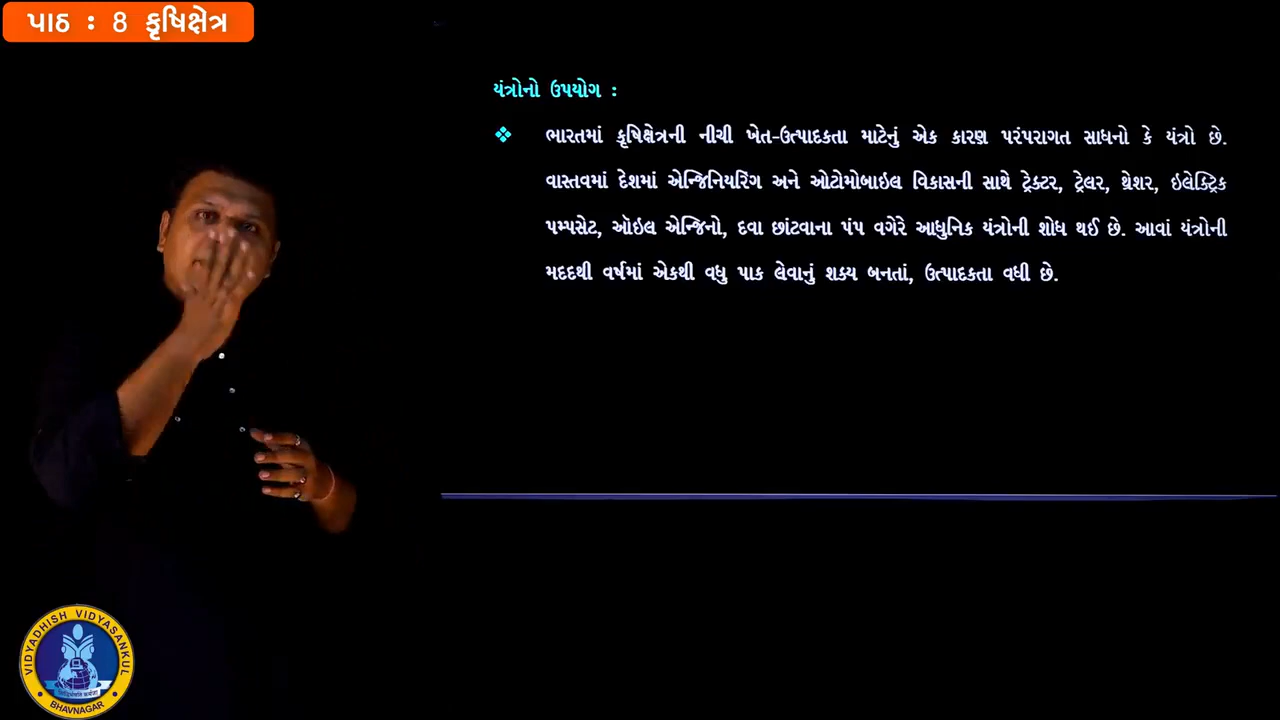 પાઠ : 8 કૃષિક્ષેત્ર
યંત્રોનો ઉપયોગ :
ભારતમાં કૃષિક્ષેત્રની નીચી ખેત-ઉત્પાદકતા માટેનું એક કારણ પરંપરાગત સાધનો કે યંત્રો છે.
વાસ્તવમાં દેશમાં એન્જિનિયરિંગ અને ઓટોમોબાઇલ વિકાસની સાથે ટ્રેક્ટર, ટ્રેલર, થ્રેશર, ઇલેક્ટ્રિક
પમ્પસેટ, ઑઇલ એન્જિનો, દવા છાંટવાના પંપ વગેરે આધુનિક યંત્રોની શોધ થઈ છે. આવાં યંત્રોની
મદદથી વર્ષમાં એકથી વધુ પાક લેવાનું શક્ય બનતાં, ઉત્પાદકતા વધી છે.
VIDYADHISH VIDYASANKUL
BHAVNAGAR